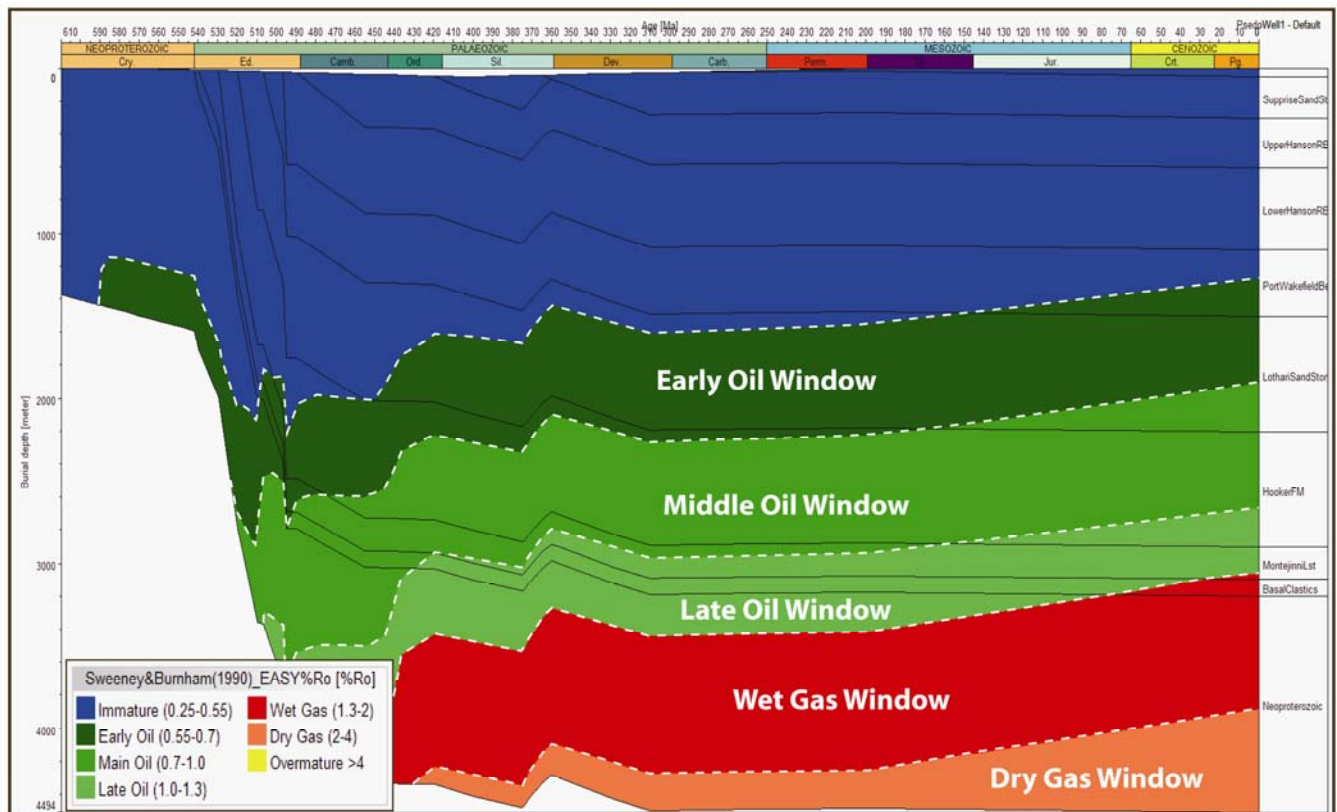 Age [Ma]
PsedoWell1 - Default
610 590 580 570 560 550 540 530 520 510 500 490 480 470 460 450 440 430 420 410 400 390 380 370 360 350 340 330 320 310 300 290 280 270 260 250 240 230 220 210 200 190 180 170 160 150 140 130 120 110 100 90 80 70 60 50 40 30 20 10 0
NEOPROTEROZOIC PALAEOZOIC MESOZOIC CENOZOIC
Cry. Ed. Camb. Ord. Sil. Dev. Carb. Perm. Jur. Crt. Pg.
0
SuppriseSandSt
UpperHansonRE
LowerHansonRE
1000
PortWakefieldBe
Early Oil Window
LothariSandStor
2000
Burial depth [meter]
Middle Oil Window
HookerFM
MontejinniLst
3000
BasalClastics
Late Oil Window
Wet Gas Window
Neoproterozoic
Sweeney&Burnham(1990)_EASY%Ro [%Ro]
Immature (0.25-0.55)
Early Oil (0.55-0.7)
Main Oil (0.7-1.0
Late Oil (1.0-1.3)
Wet Gas (1.3-2)
Dry Gas (2-4)
Overmature >4
4000
Dry Gas Window
4494